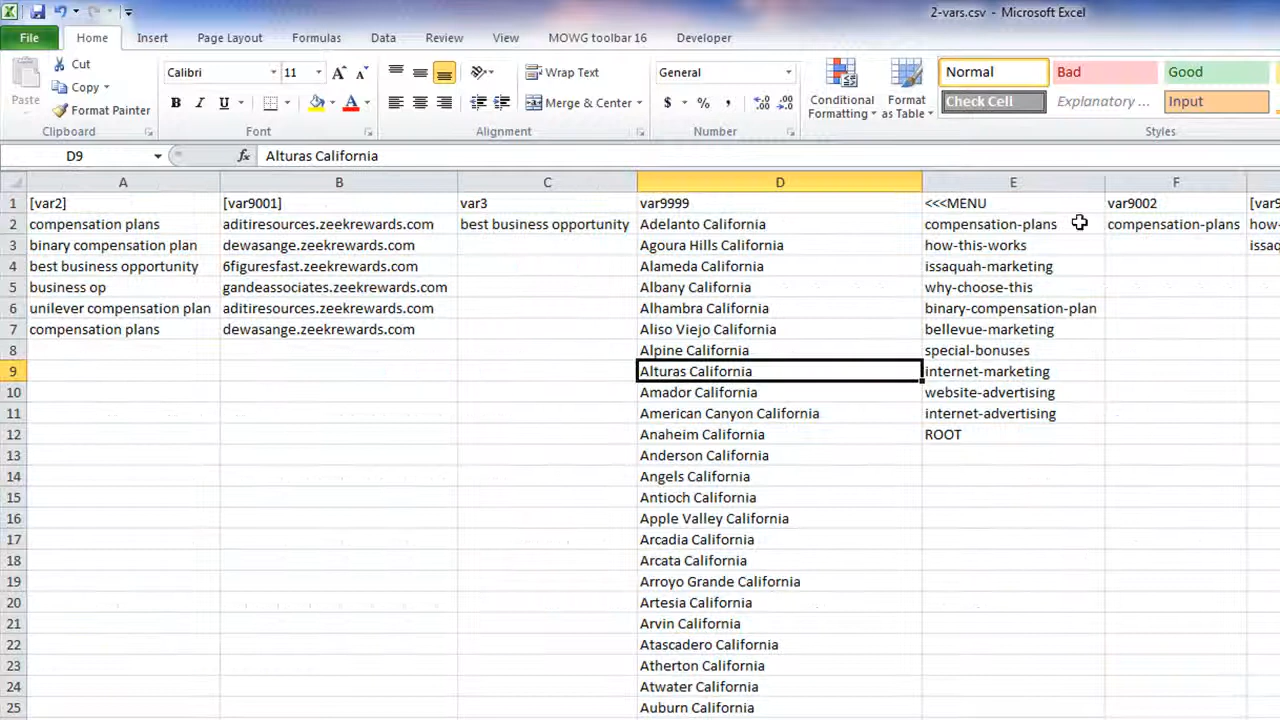 2-vars.csv - Microsoft Excel
File Home Insert Page Layout Formulas Data Review View MOWG toolbar 16 Developer
Paste Cut Copy Format Painter Clipboard
Calibri 11 A A B I U A Font
Wrap Text Merge & Center Alignment
General $ % , .0 .00 .00 .0 Number
Conditional Formatting Format as Table
Normal Bad Good
Check Cell Explanatory ... Input
Styles
D9 fx Alturas California
A B C D E F
1 [var2] [var9001] var3 var9999 <<<MENU var9002 [var9
2 compensation plans aditiresources.zeekrewards.com best business opportunity Adelanto California compensation-plans compensation-plans how-
3 binary compensation plan dewasange.zeekrewards.com Agoura Hills California how-this-works issaq
4 best business opportunity 6figuresfast.zeekrewards.com Alameda California issaquah-marketing
5 business op gandeassociates.zeekrewards.com Albany California why-choose-this
6 unilever compensation plan aditiresources.zeekrewards.com Alhambra California binary-compensation-plan
7 compensation plans dewasange.zeekrewards.com Aliso Viejo California bellevue-marketing
8 Alpine California special-bonuses
9 Alturas California internet-marketing
10 Amador California website-advertising
11 American Canyon California internet-advertising
12 Anaheim California ROOT
13 Anderson California
14 Angels California
15 Antioch California
16 Apple Valley California
17 Arcadia California
18 Arcata California
19 Arroyo Grande California
20 Artesia California
21 Arvin California
22 Atascadero California
23 Atherton California
24 Atwater California
25 Auburn California